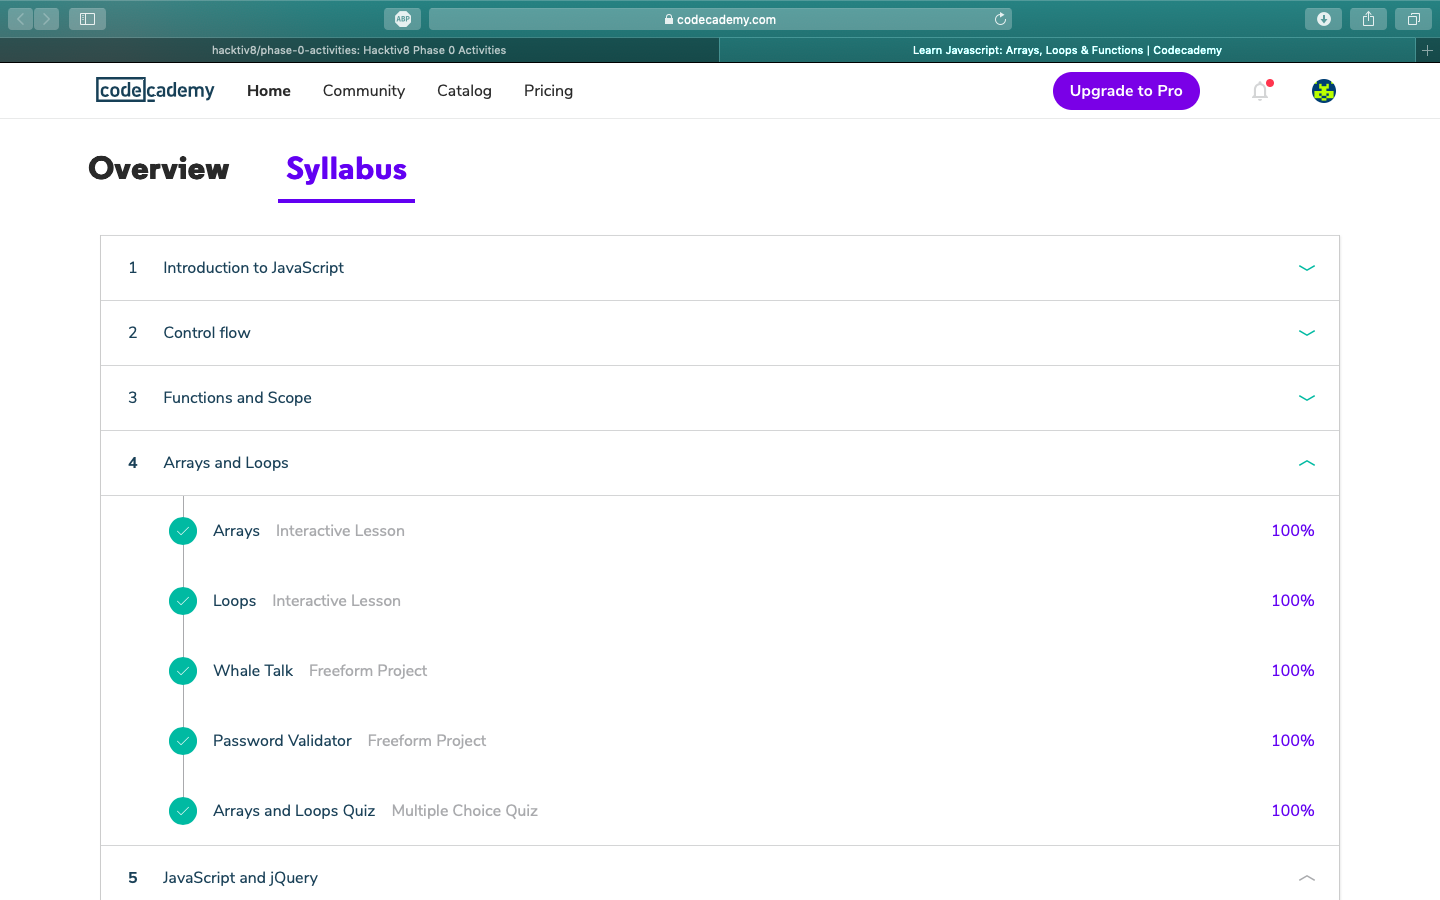 ABP
codecademy.com
hacktiv8/phase-0-activities: Hacktiv8 Phase 0 Activities
Learn Javascript: Arrays, Loops & Functions | Codecademy
codecademy
Home
Community
Catalog
Pricing
Upgrade to Pro
Overview
Syllabus
1 Introduction to JavaScript
2 Control flow
3 Functions and Scope
4 Arrays and Loops
Arrays Interactive Lesson 100%
Loops Interactive Lesson 100%
Whale Talk Freeform Project 100%
Password Validator Freeform Project 100%
Arrays and Loops Quiz Multiple Choice Quiz 100%
5 JavaScript and jQuery